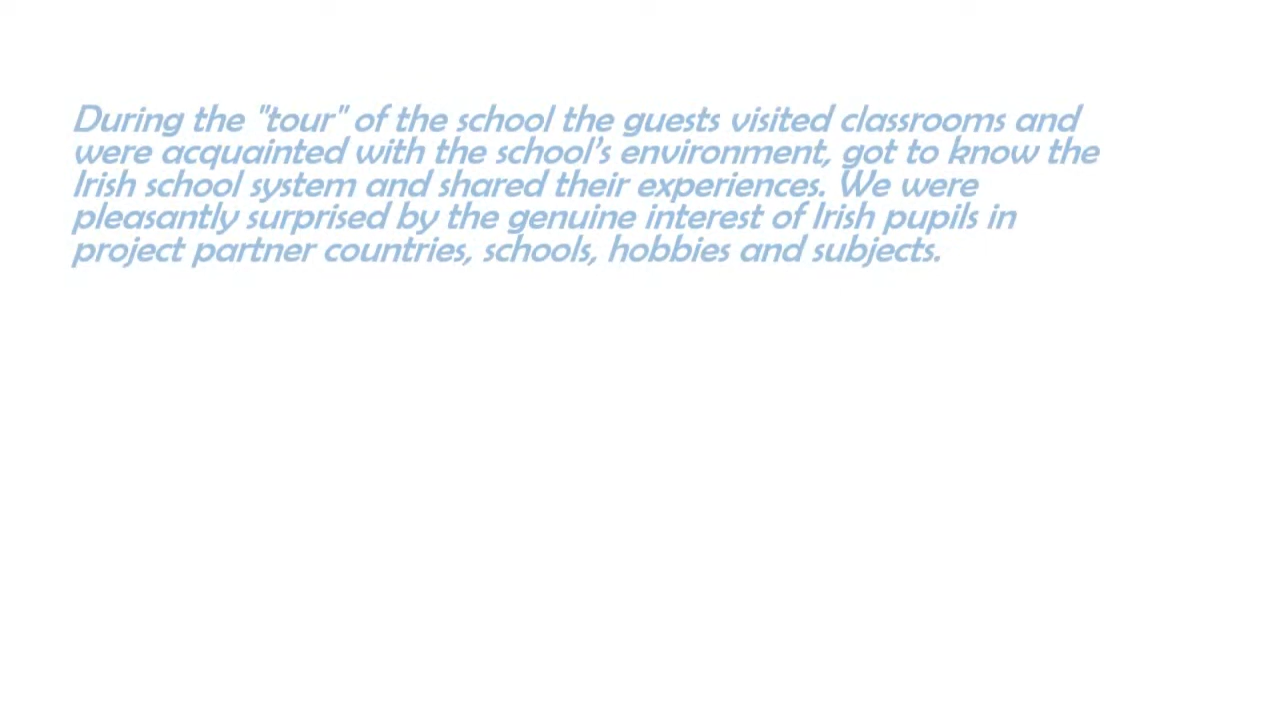 During the "tour" of the school the guests visited classrooms and
were acquainted with the school's environment, got to know the
Irish school system and shared their experiences. We were
pleasantly surprised by the genuine interest of Irish pupils in
project partner countries, schools, hobbies and subjects.